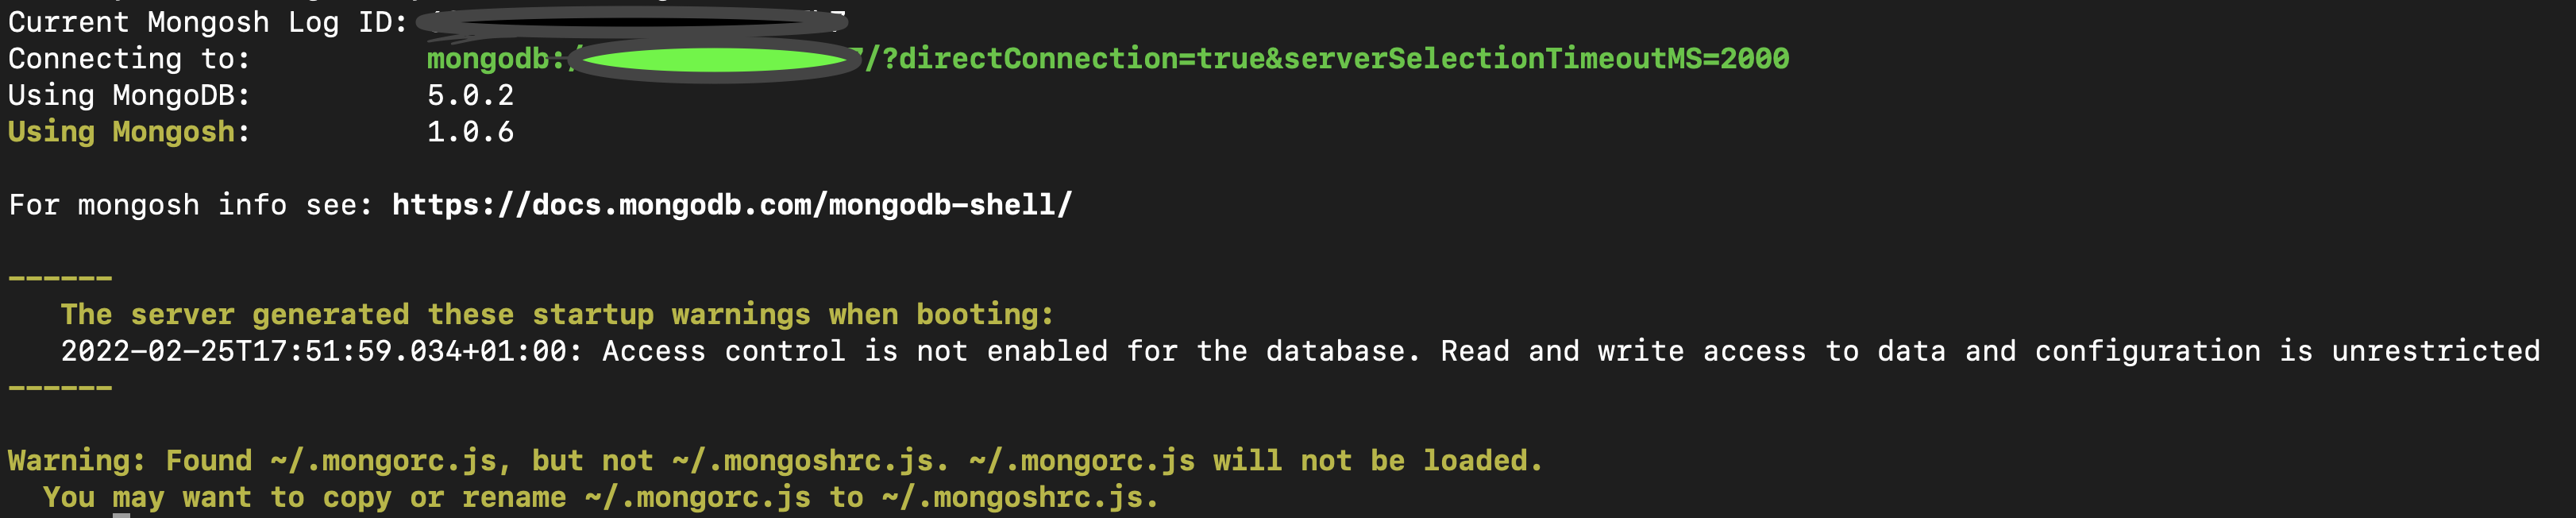 Current Mongosh Log ID:
Connecting to: mongodb:/ /?directConnection=true&serverSelectionTimeoutMS=2000
Using MongoDB: 5.0.2
Using Mongosh: 1.0.6
For mongosh info see: https://docs.mongodb.com/mongodb-shell/
------
The server generated these startup warnings when booting:
2022-02-25T17:51:59.034+01:00: Access control is not enabled for the database. Read and write access to data and configuration is unrestricted
------
Warning: Found ~/.mongorc.js, but not ~/.mongoshrc.js. ~/.mongorc.js will not be loaded.
You may want to copy or rename ~/.mongorc.js to ~/.mongoshrc.js.